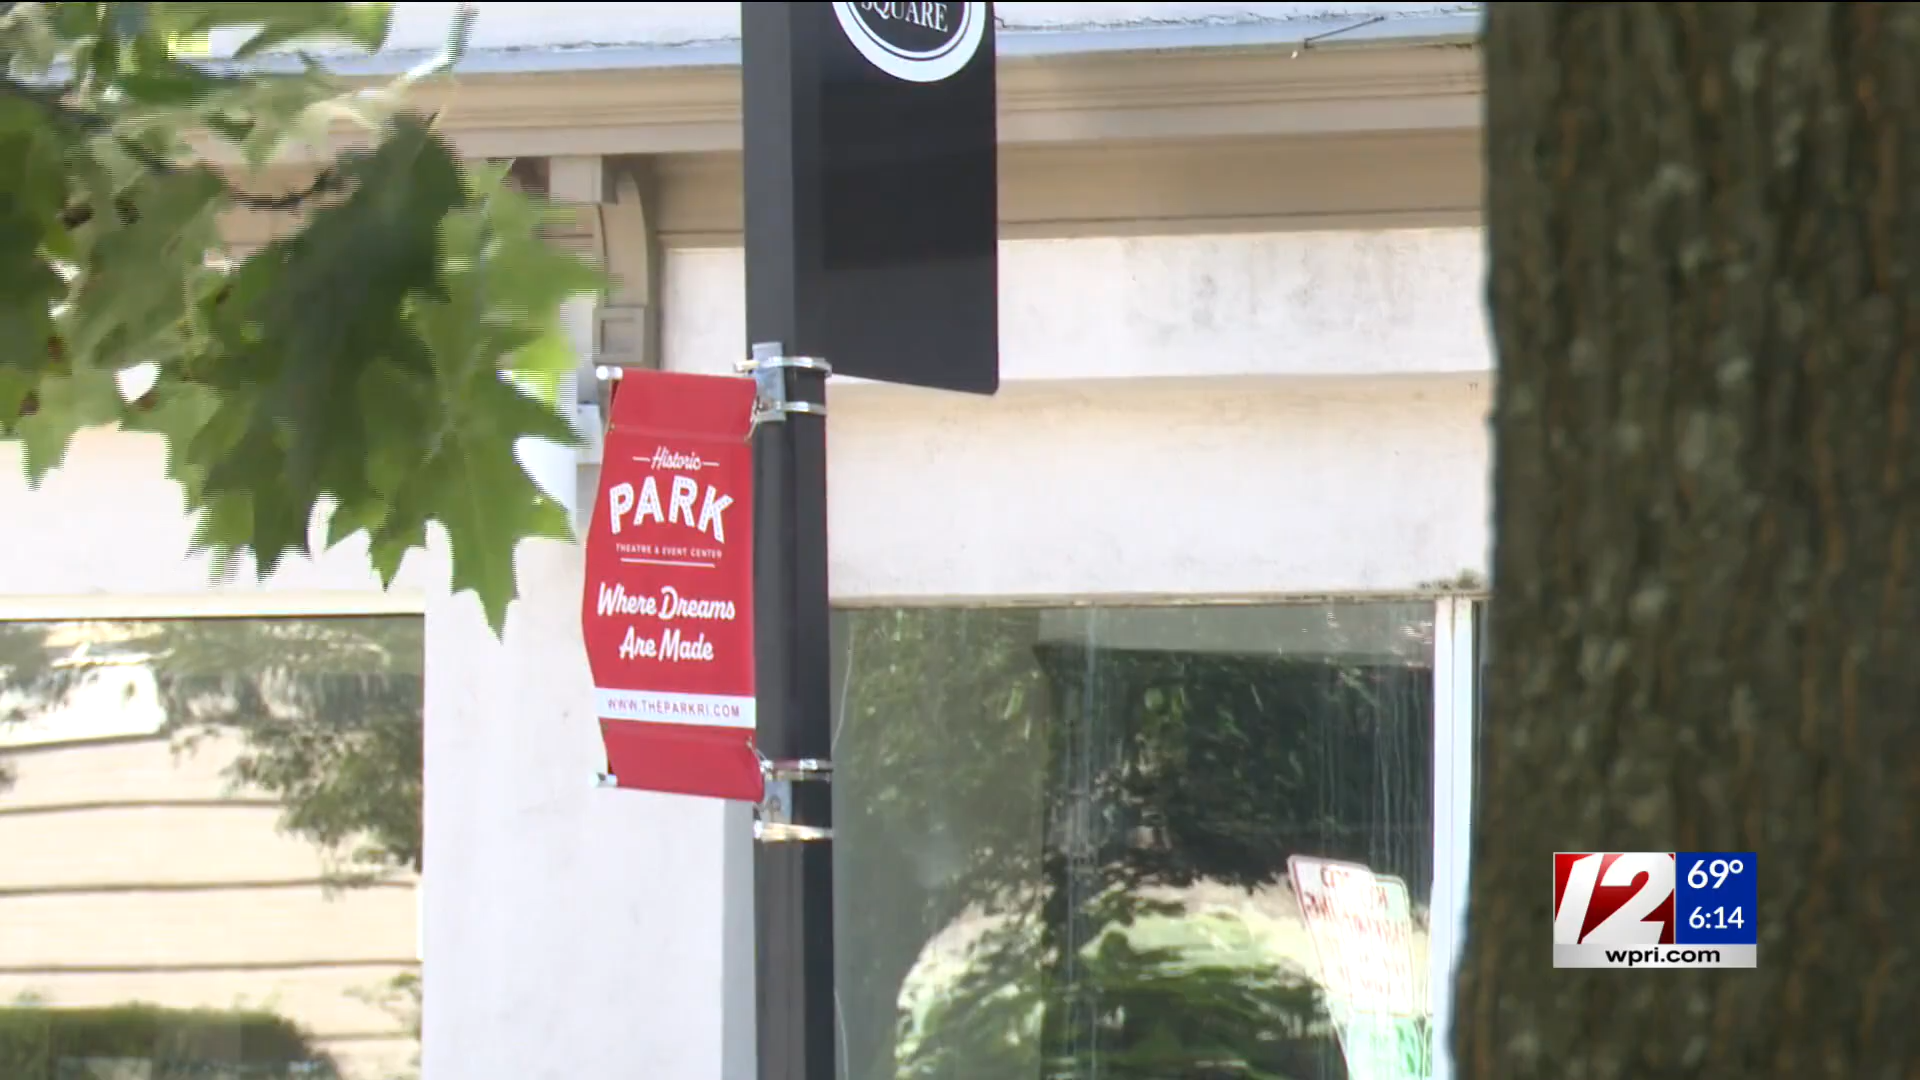 SQUARE
Historic
PARK
THEATRE & EVENT CENTER
Where Dreams
Are Made
WWW.THEPARKRI.COM
12
69°
6:14
wpri.com